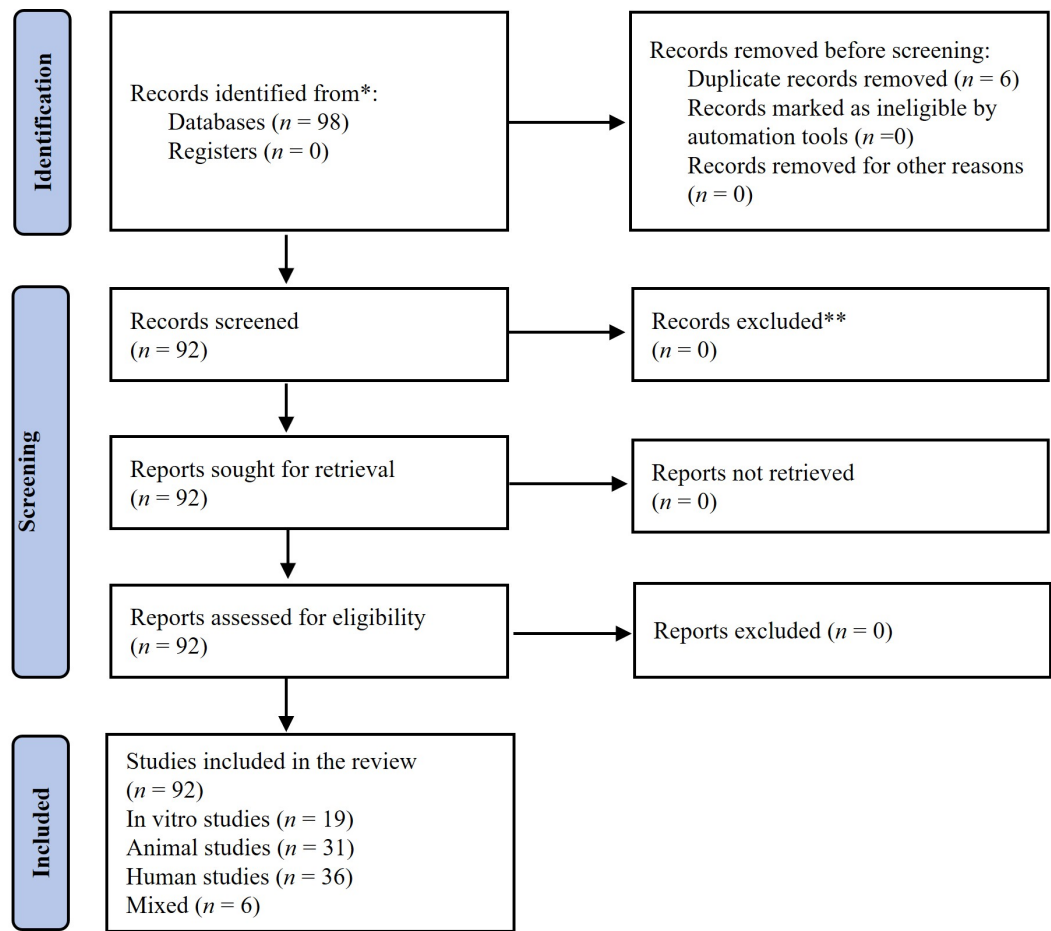 Identification
Records identified from*:
Databases (n = 98)
Registers (n = 0)
Records removed before screening:
Duplicate records removed (n = 6)
Records marked as ineligible by
automation tools (n =0)
Records removed for other reasons
(n = 0)
Screening
Records screened
(n = 92)
Records excluded**
(n = 0)
Reports sought for retrieval
(n = 92)
Reports not retrieved
(n = 0)
Reports assessed for eligibility
(n = 92)
Reports excluded (n = 0)
Included
Studies included in the review
(n = 92)
In vitro studies (n = 19)
Animal studies (n = 31)
Human studies (n = 36)
Mixed (n = 6)